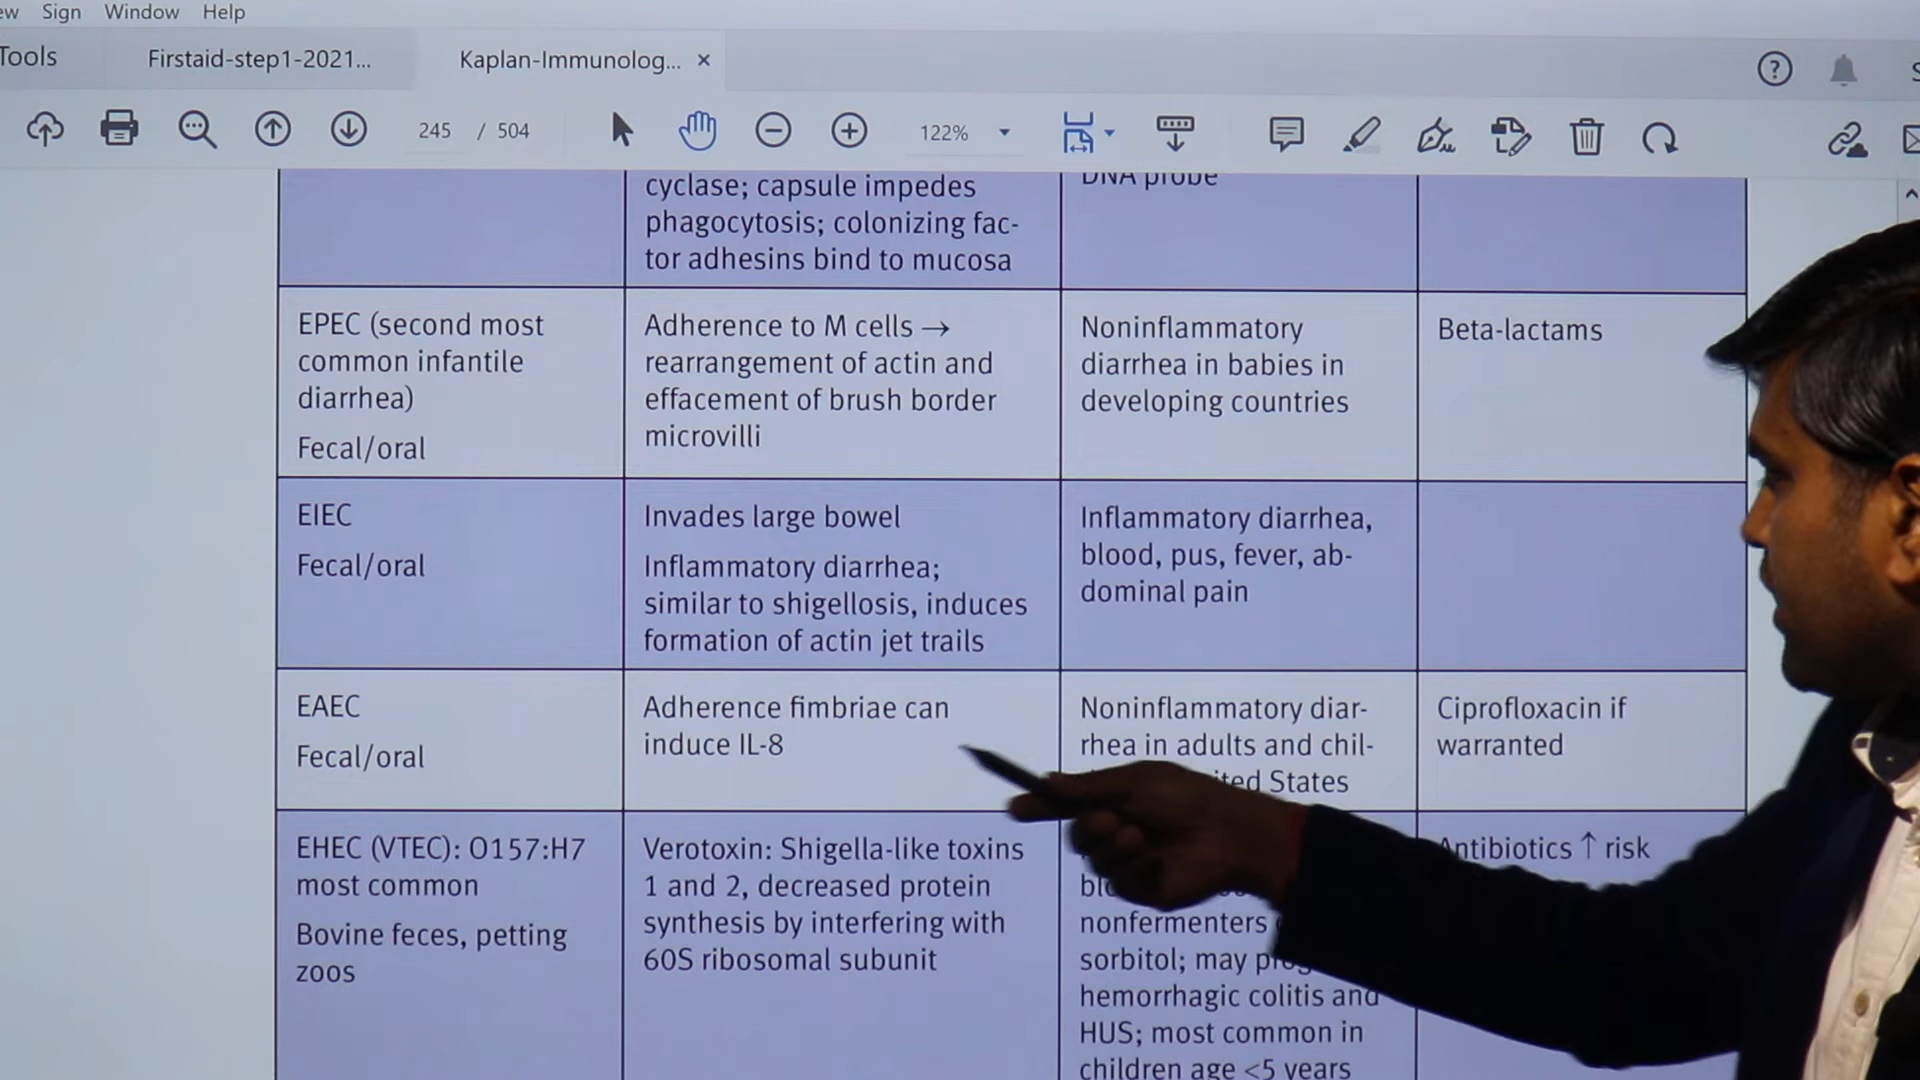 ew Sign Window Help
Tools Firstaid-step1-2021... Kaplan-Immunolog... ×
245 / 504 122%
cyclase; capsule impedes
phagocytosis; colonizing fac-
tor adhesins bind to mucosa
DNA probe
EPEC (second most
common infantile
diarrhea)
Fecal/oral
Adherence to M cells →
rearrangement of actin and
effacement of brush border
microvilli
Noninflammatory
diarrhea in babies in
developing countries
Beta-lactams
EIEC
Fecal/oral
Invades large bowel
Inflammatory diarrhea;
similar to shigellosis, induces
formation of actin jet trails
Inflammatory diarrhea,
blood, pus, fever, ab-
dominal pain
EAEC
Fecal/oral
Adherence fimbriae can
induce IL-8
Noninflammatory diar-
rhea in adults and chil-
States
Ciprofloxacin if
warranted
EHEC (VTEC): O157:H7
most common
Bovine feces, petting
zoos
Verotoxin: Shigella-like toxins
1 and 2, decreased protein
synthesis by interfering with
60S ribosomal subunit
nonfermenters
sorbitol; may
hemorrhagic colitis and
HUS; most common in
children age <5 years
Antibiotics ↑ risk